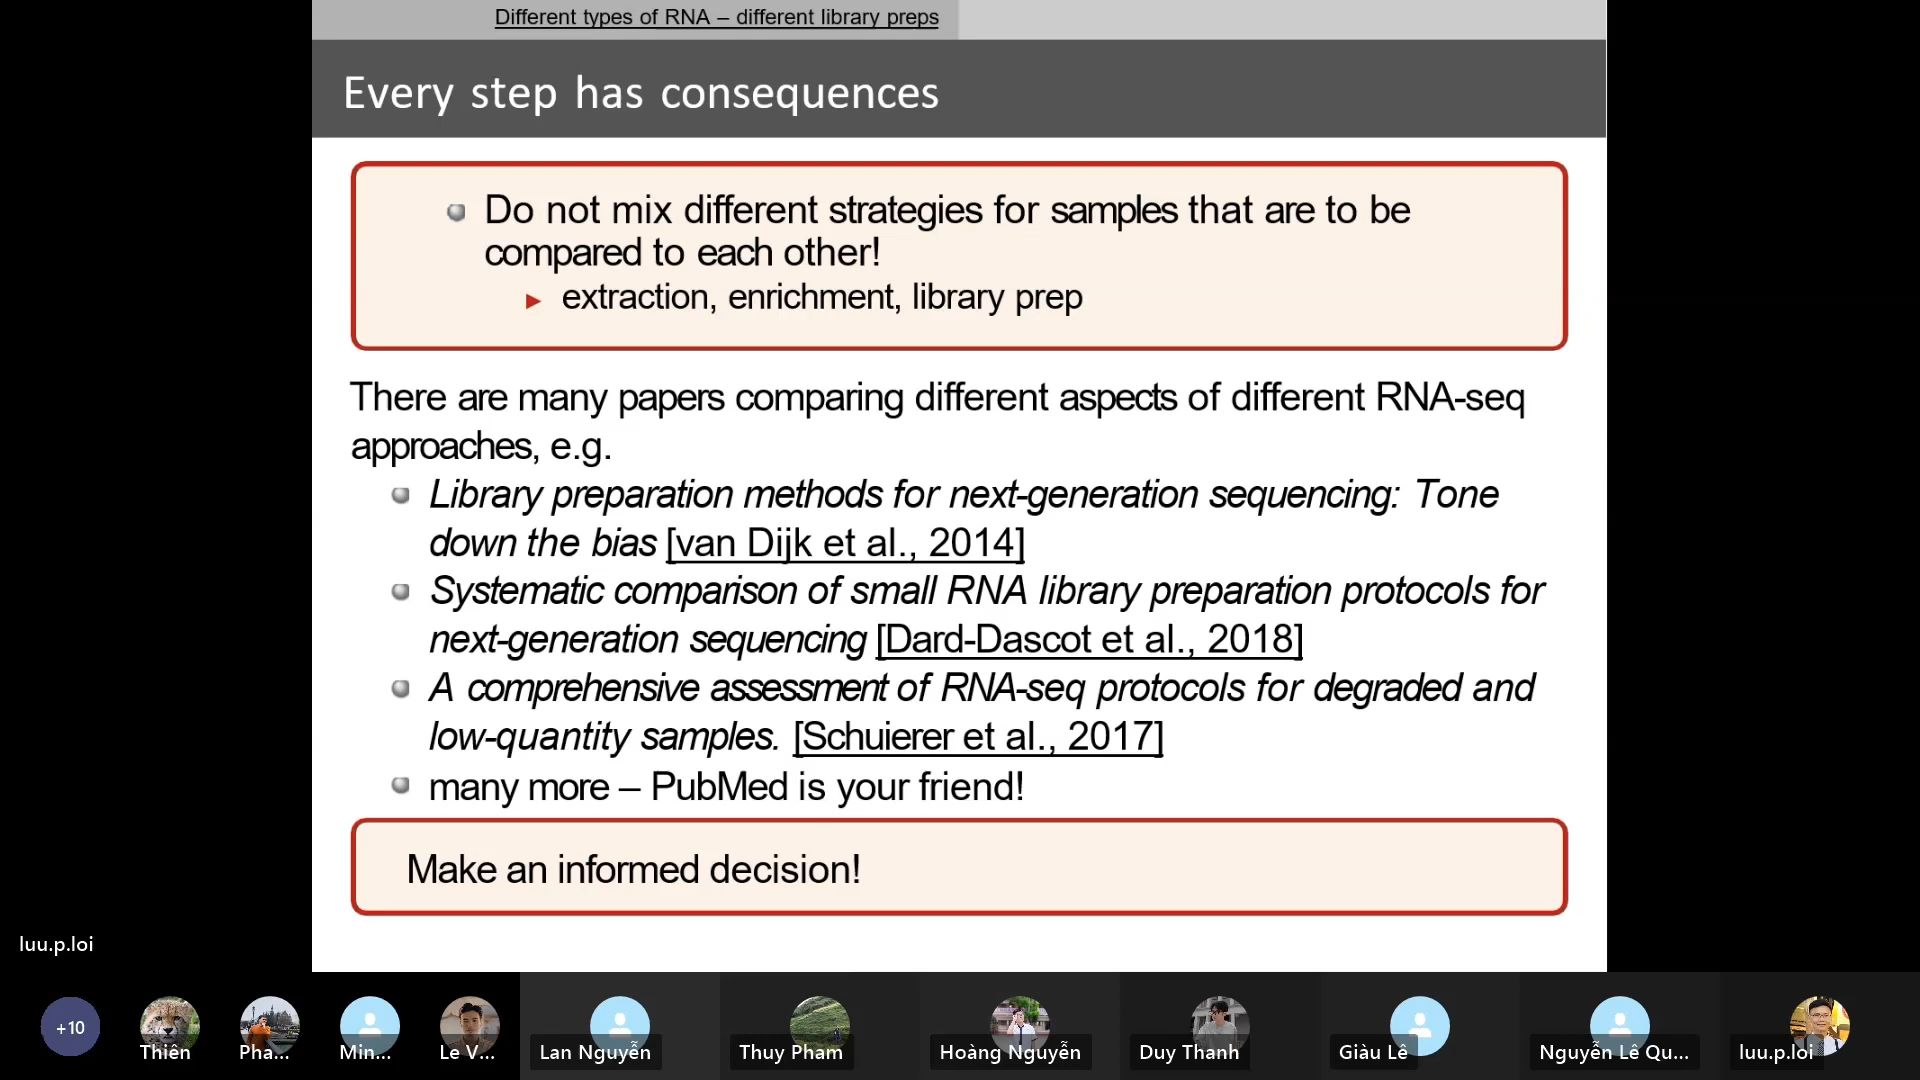 Different types of RNA – different library preps
Every step has consequences
Do not mix different strategies for samples that are to be
compared to each other!
extraction, enrichment, library prep
There are many papers comparing different aspects of different RNA-seq
approaches, e.g.
Library preparation methods for next-generation sequencing: Tone
down the bias [van Dijk et al., 2014]
Systematic comparison of small RNA library preparation protocols for
next-generation sequencing [Dard-Dascot et al., 2018]
A comprehensive assessment of RNA-seq protocols for degraded and
low-quantity samples. [Schuierer et al., 2017]
many more – PubMed is your friend!
Make an informed decision!
luu.p.loi
+10
Thiên
Pha...
Min...
Le V...
Lan Nguyễn
Thuy Pham
Hoàng Nguyễn
Duy Thanh
Giàu Lê
Nguyễn Lê Qu...
luu.p.loi